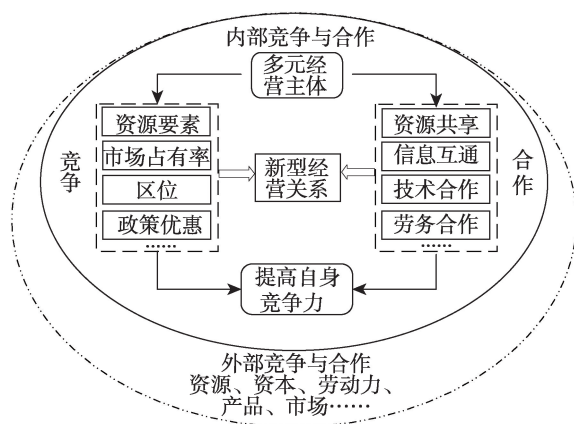 内部竞争与合作
多元经
营主体
竞争
资源要素
市场占有率
区位
政策优惠
……
新型经
营关系
资源共享
信息互通
技术合作
劳务合作
……
合作
提高自身
竞争力
外部竞争与合作
资源、资本、劳动力、
产品、市场……